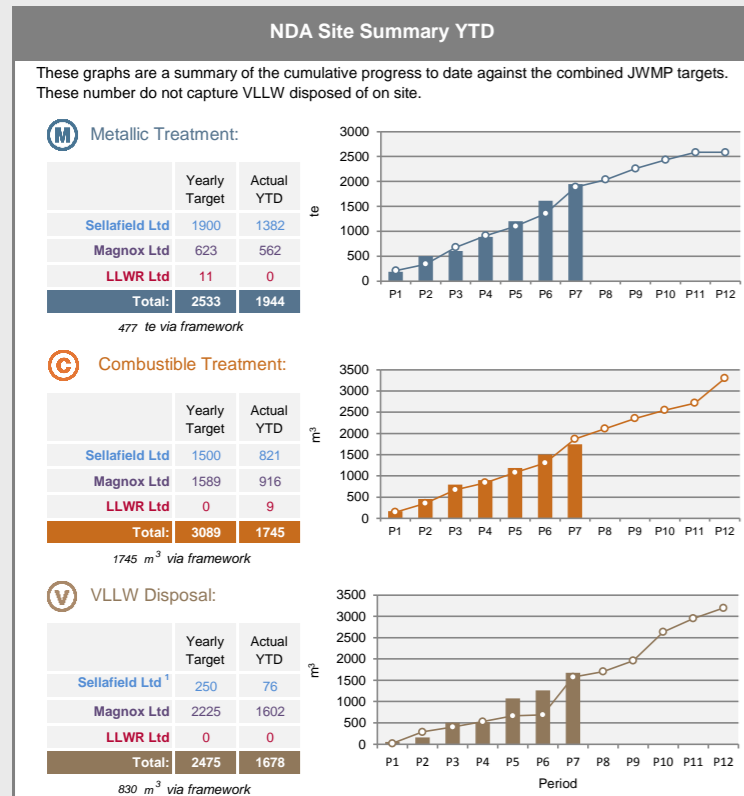 NDA Site Summary YTD
These graphs are a summary of the cumulative progress to date against the combined JWMP targets.
These number do not capture VLLW disposed of on site.
M Metallic Treatment:
Yearly Target Actual YTD
Sellafield Ltd 1900 1382
Magnox Ltd 623 562
LLWR Ltd 11 0
Total: 2533 1944
477 te via framework
te
3000
2500
2000
1500
1000
500
0
P1 P2 P3 P4 P5 P6 P7 P8 P9 P10 P11 P12
C Combustible Treatment:
Yearly Target Actual YTD
Sellafield Ltd 1500 821
Magnox Ltd 1589 916
LLWR Ltd 0 9
Total: 3089 1745
1745 m³ via framework
m³
3500
3000
2500
2000
1500
1000
500
0
P1 P2 P3 P4 P5 P6 P7 P8 P9 P10 P11 P12
V VLLW Disposal:
Yearly Target Actual YTD
Sellafield Ltd ¹ 250 76
Magnox Ltd 2225 1602
LLWR Ltd 0 0
Total: 2475 1678
830 m³ via framework
m³
3500
3000
2500
2000
1500
1000
500
0
P1 P2 P3 P4 P5 P6 P7 P8 P9 P10 P11 P12
Period